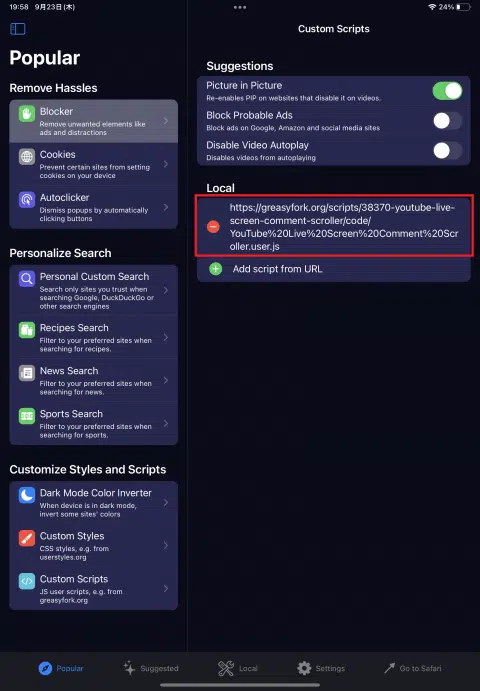 19:58 9月23日(木)
24%
Popular
Remove Hassles
Blocker
Remove unwanted elements like
ads and distractions
Cookies
Prevent certain sites from setting
cookies on your device
Autoclicker
Dismiss popups by automatically
clicking buttons
Personalize Search
Personal Custom Search
Search only sites you trust when
searching Google, DuckDuckGo or
other search engines
Recipes Search
Filter to your preferred sites when
searching for recipes.
News Search
Filter to your preferred sites when
searching for news.
Sports Search
Filter to your preferred sites when
searching for sports.
Customize Styles and Scripts
Dark Mode Color Inverter
When device is in dark mode,
invert some sites' colors
Custom Styles
CSS styles, e.g. from
userstyles.org
Custom Scripts
JS user scripts, e.g. from
greasyfork.org
Custom Scripts
Suggestions
Picture in Picture
Re-enables PIP on websites that disable it on videos.
Block Probable Ads
Block ads on Google, Amazon and social media sites
Disable Video Autoplay
Disables videos from autoplaying
Local
https://greasyfork.org/scripts/38370-youtube-live-
screen-comment-scroller/code/
YouTube%20Live%20Screen%20Comment%20Scr
oller.user.js
Add script from URL
Popular
Suggested
Local
Settings
Go to Safari